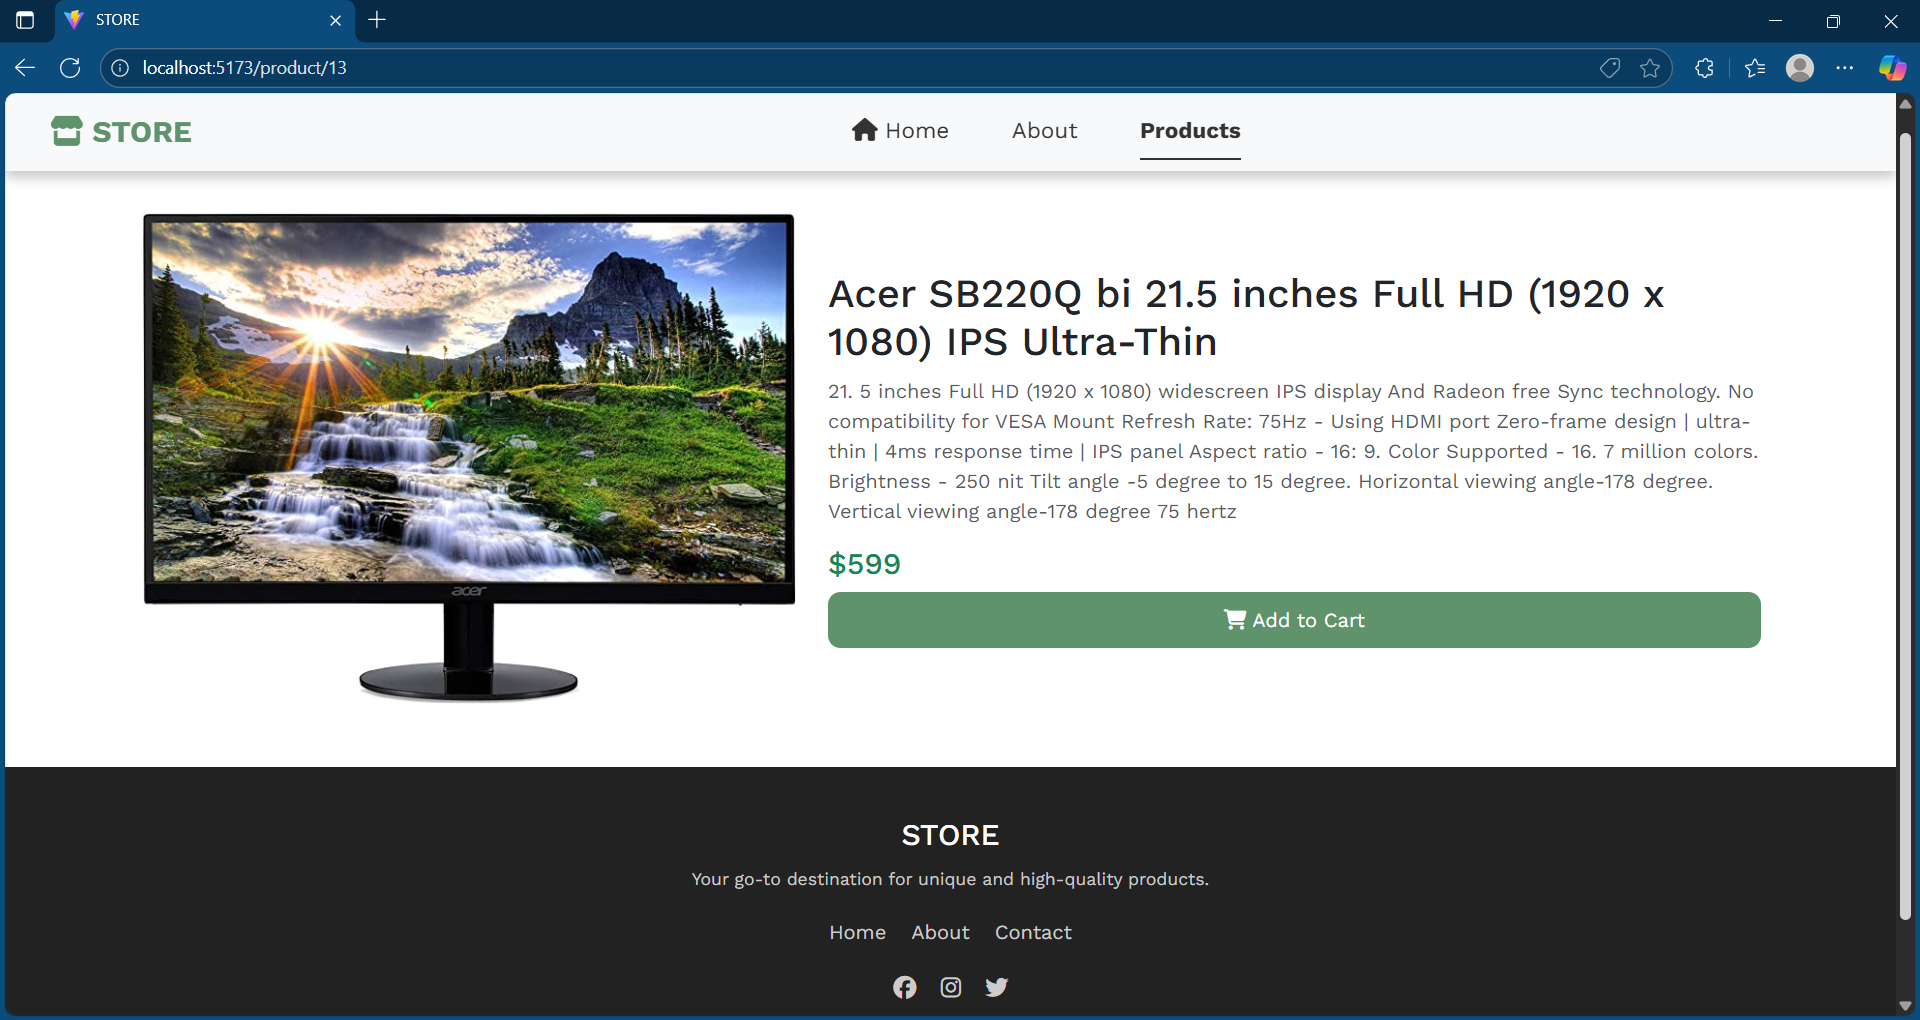 STORE
localhost:5173/product/13
STORE
Home
About
Products
acer
Acer SB220Q bi 21.5 inches Full HD (1920 x
1080) IPS Ultra-Thin
21. 5 inches Full HD (1920 x 1080) widescreen IPS display And Radeon free Sync technology. No
compatibility for VESA Mount Refresh Rate: 75Hz - Using HDMI port Zero-frame design | ultra-
thin | 4ms response time | IPS panel Aspect ratio - 16: 9. Color Supported - 16. 7 million colors.
Brightness - 250 nit Tilt angle -5 degree to 15 degree. Horizontal viewing angle-178 degree.
Vertical viewing angle-178 degree 75 hertz
$599
Add to Cart
STORE
Your go-to destination for unique and high-quality products.
Home About Contact